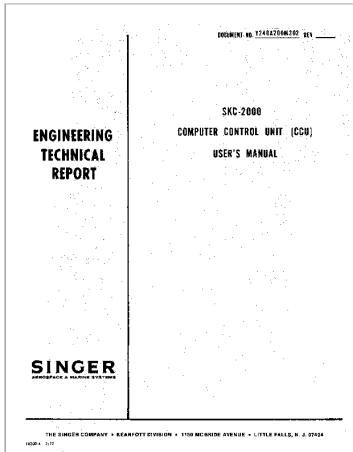 DOCUMENT NO. Y240A200M202 REV
SKC-2000
COMPUTER CONTROL UNIT (CCU)
USER'S MANUAL
ENGINEERING
TECHNICAL
REPORT
SINGER
AEROSPACE & MARINE SYSTEMS
THE SINGER COMPANY • KEARFOTT DIVISION • 1150 McBRIDE AVENUE • LITTLE FALLS, N. J. 07424